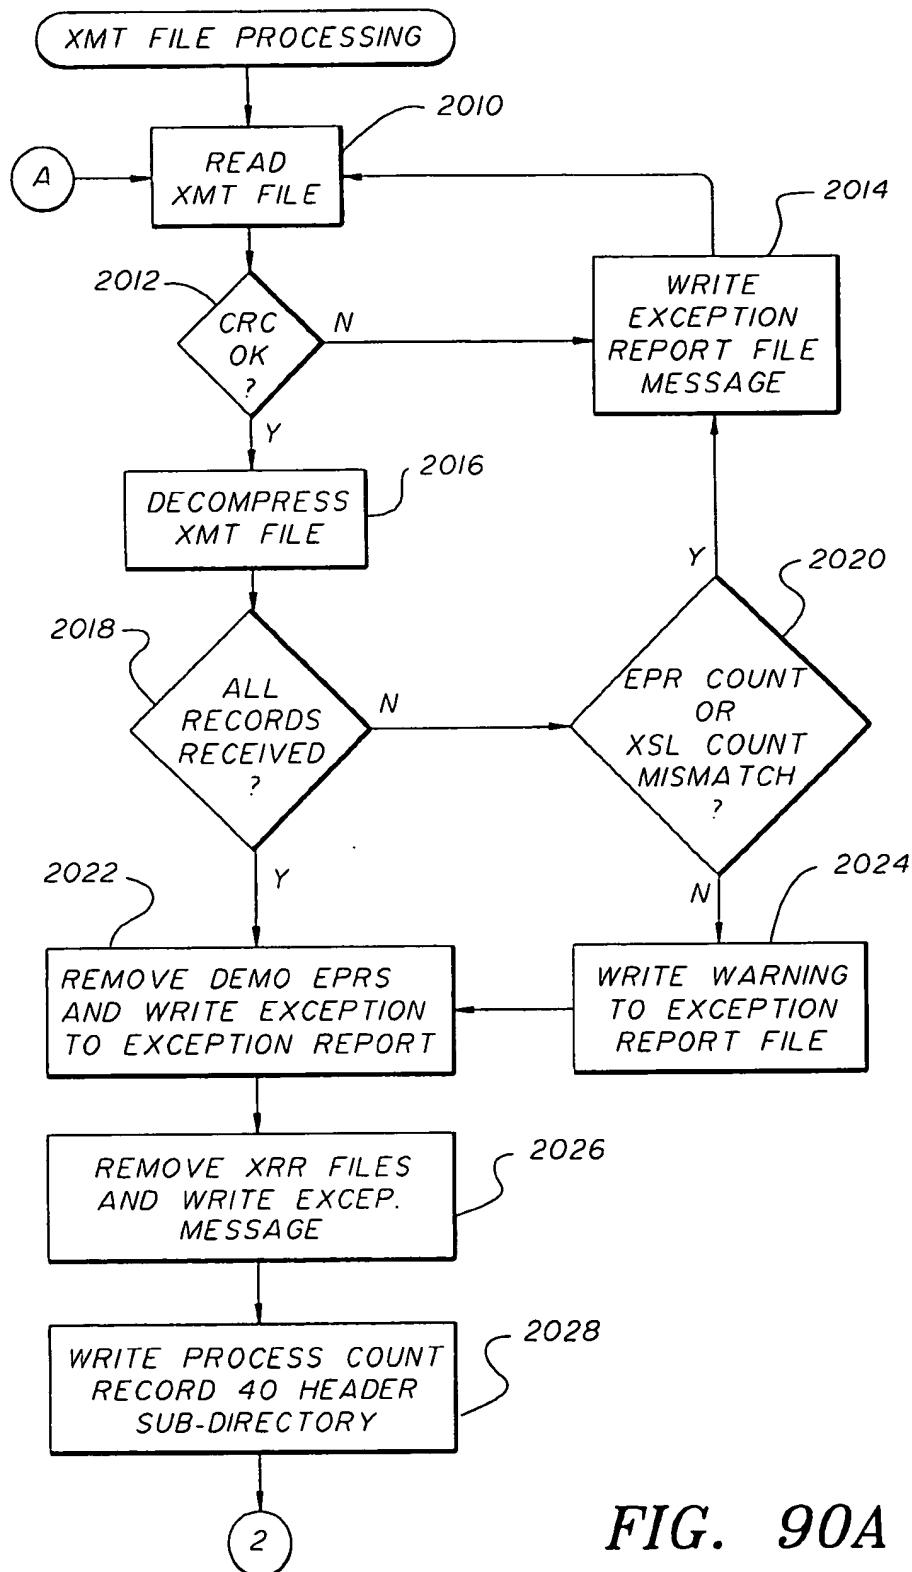 XMT FILE PROCESSING
2010
A
READ
XMT FILE
2014
2012
CRC
OK
?
N
WRITE
EXCEPTION
REPORT FILE
MESSAGE
Y
2016
DECOMPRESS
XMT FILE
Y
2020
2018
ALL
RECORDS
RECEIVED
?
N
EPR COUNT
OR
XSL COUNT
MISMATCH
?
2022
Y
N
2024
REMOVE DEMO EPRS
AND WRITE EXCEPTION
TO EXCEPTION REPORT
WRITE WARNING
TO EXCEPTION
REPORT FILE
2026
REMOVE XRR FILES
AND WRITE EXCEP.
MESSAGE
2028
WRITE PROCESS COUNT
RECORD 40 HEADER
SUB-DIRECTORY
2
FIG. 90A